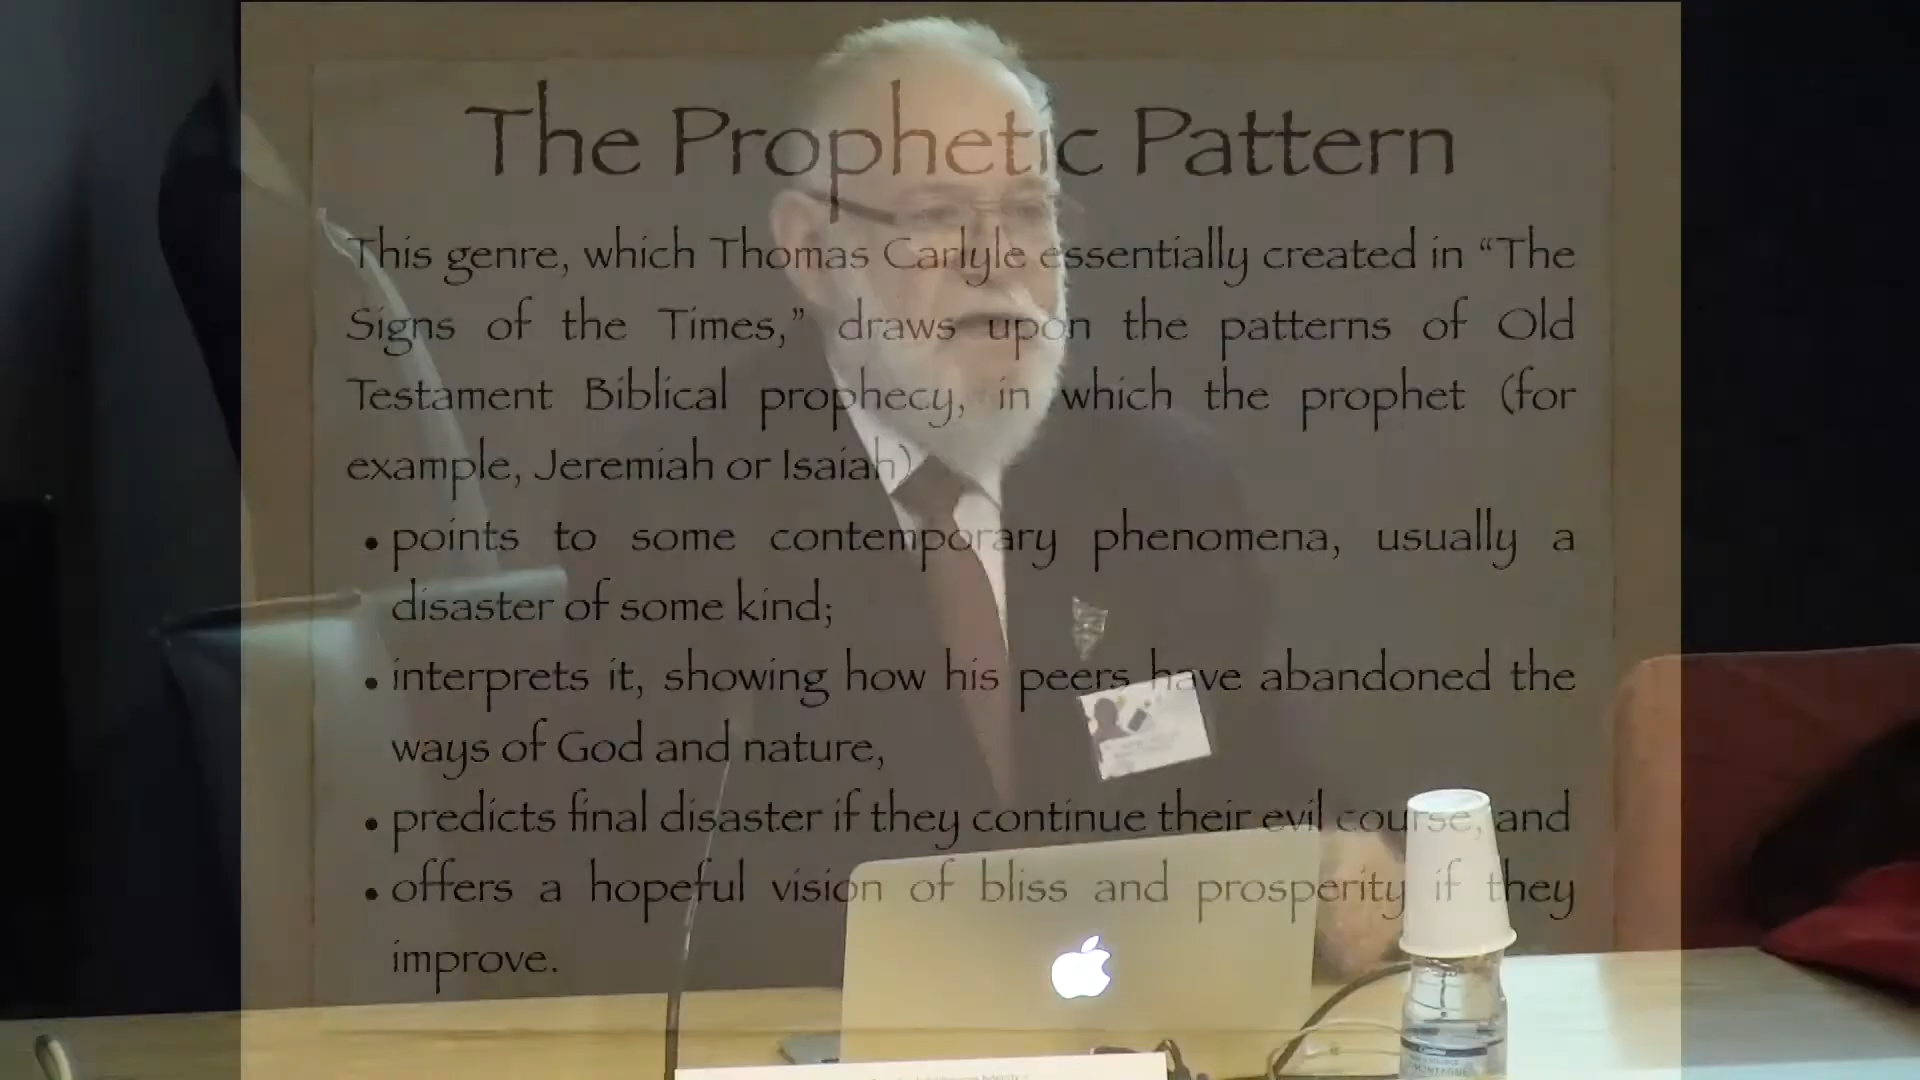 The Prophetic Pattern
This genre, which Thomas Carlyle essentially created in “The
Signs of the Times,” draws upon the patterns of Old
Testament Biblical prophecy, in which the prophet (for
example, Jeremiah or Isaiah)
• points to some contemporary phenomena, usually a
disaster of some kind;
• interprets it, showing how his peers have abandoned the
ways of God and nature,
• predicts final disaster if they continue their evil course, and
• offers a hopeful vision of bliss and prosperity if they
improve.